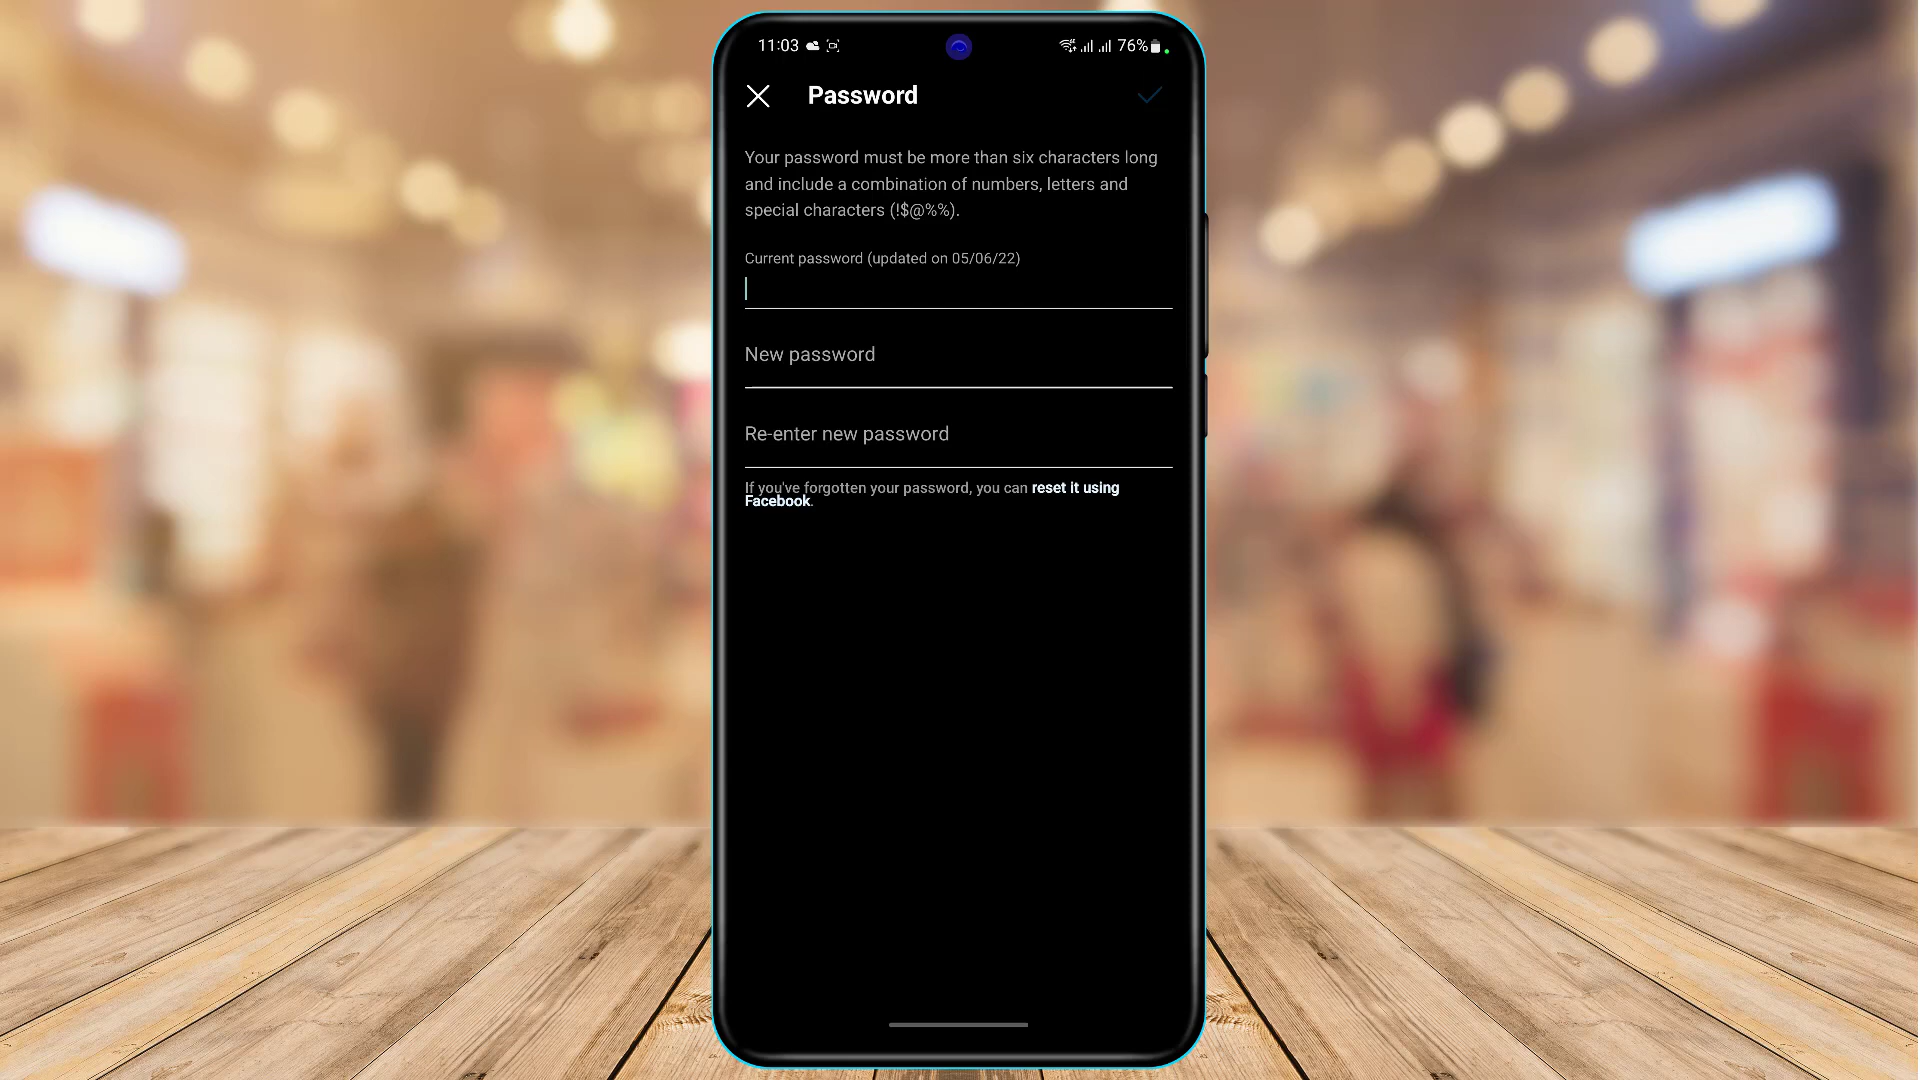 11:03 76%
Password
Your password must be more than six characters long
and include a combination of numbers, letters and
special characters (!$@%%).
Current password (updated on 05/06/22)
New password
Re-enter new password
If you've forgotten your password, you can reset it using
Facebook.